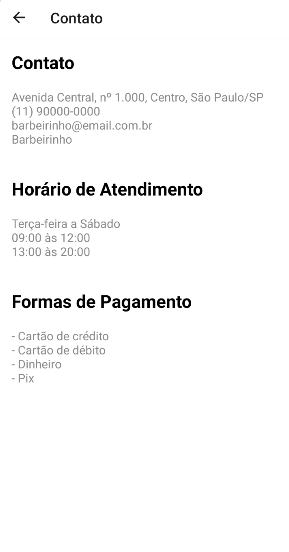 Contato
Contato
Avenida Central, nº 1.000, Centro, São Paulo/SP
(11) 90000-0000
barbeirinho@email.com.br
Barbeirinho
Horário de Atendimento
Terça-feira a Sábado
09:00 às 12:00
13:00 às 20:00
Formas de Pagamento
- Cartão de crédito
- Cartão de débito
- Dinheiro
- Pix